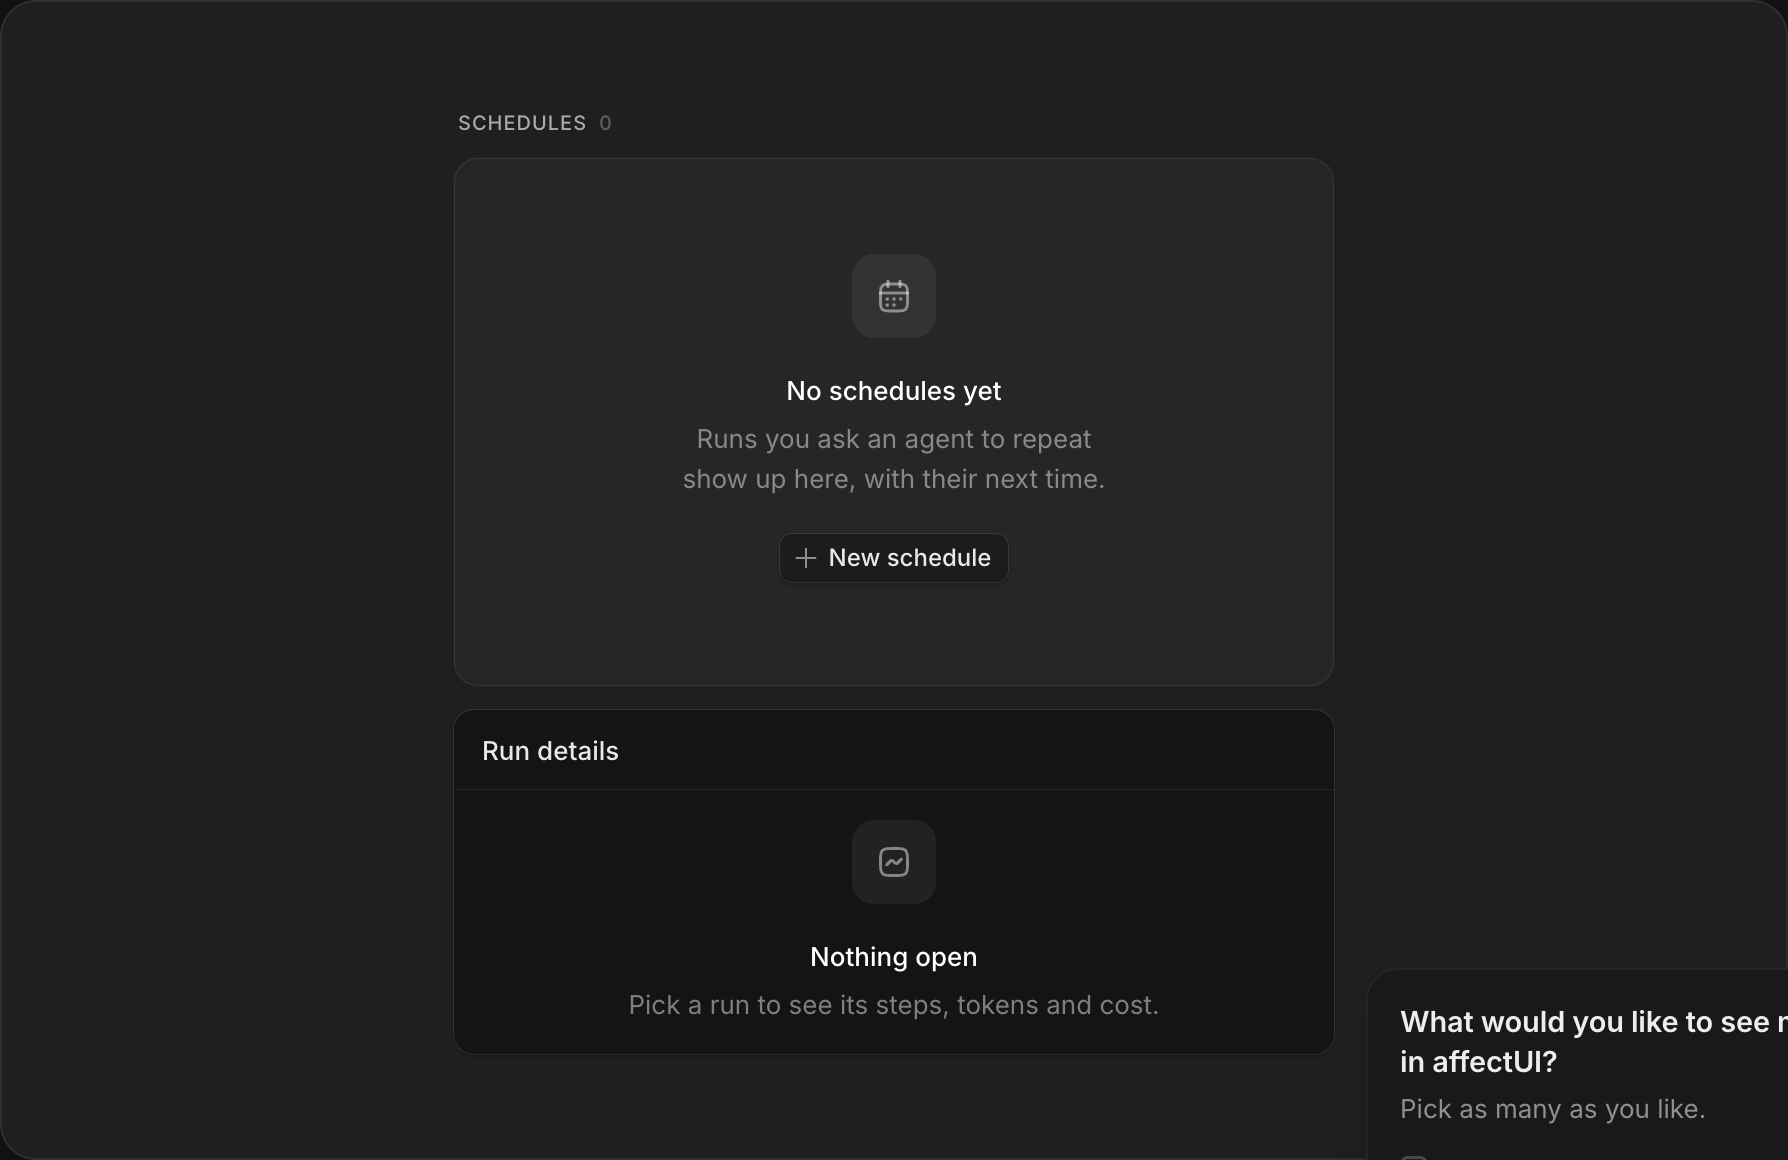 SCHEDULES 0
No schedules yet
Runs you ask an agent to repeat
show up here, with their next time.
New schedule
Run details
Nothing open
Pick a run to see its steps, tokens and cost.
What would you like to see
in affectUI?
Pick as many as you like.